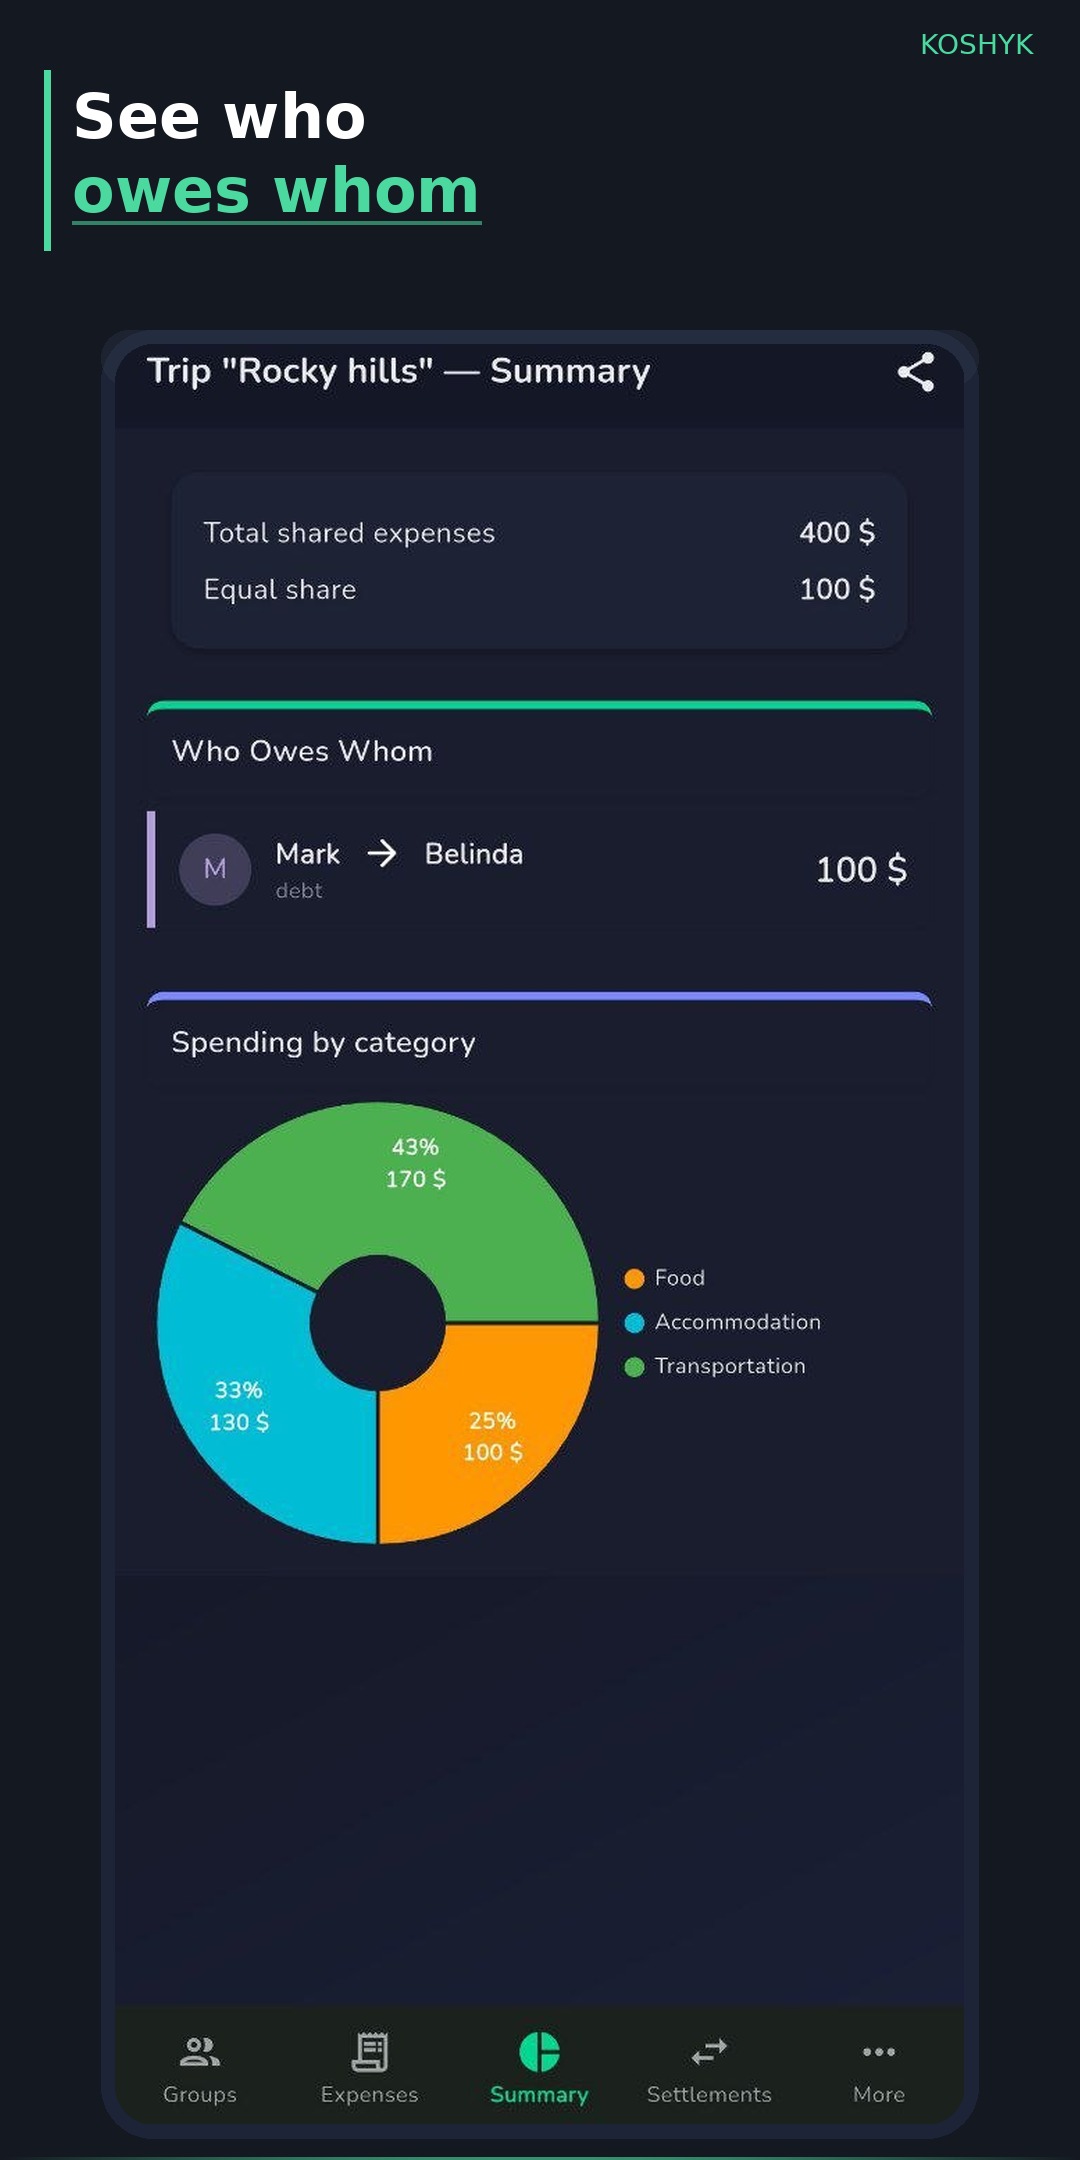 KOSHYK
See who
owes whom
Trip "Rocky hills" — Summary
Total shared expenses 400 $
Equal share 100 $
Who Owes Whom
M Mark → Belinda 100 $
debt
Spending by category
43%
170 $
33%
130 $
25%
100 $
Food
Accommodation
Transportation
Groups Expenses Summary Settlements More